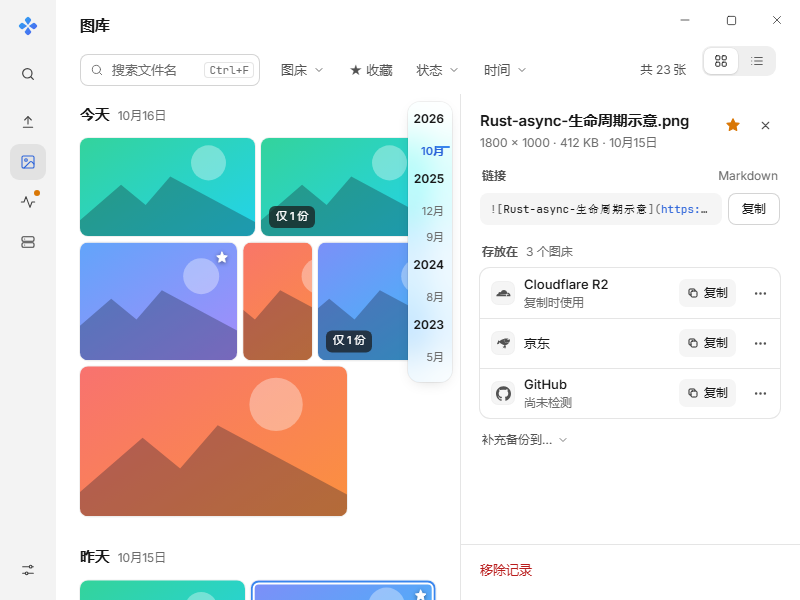 图库
搜索文件名 Ctrl+F
图床
★ 收藏
状态
时间
共 23 张
今天 10月16日
仅 1 份
仅 1 份
昨天 10月15日
2026
10月
2025
12月
9月
2024
8月
2023
5月
Rust-async-生命周期示意.png
1800 × 1000 · 412 KB · 10月15日
链接 Markdown
![Rust-async-生命周期示意](https:…
复制
存放在 3 个图床
Cloudflare R2
复制时使用
复制
京东
复制
GitHub
尚未检测
复制
补充备份到…
移除记录